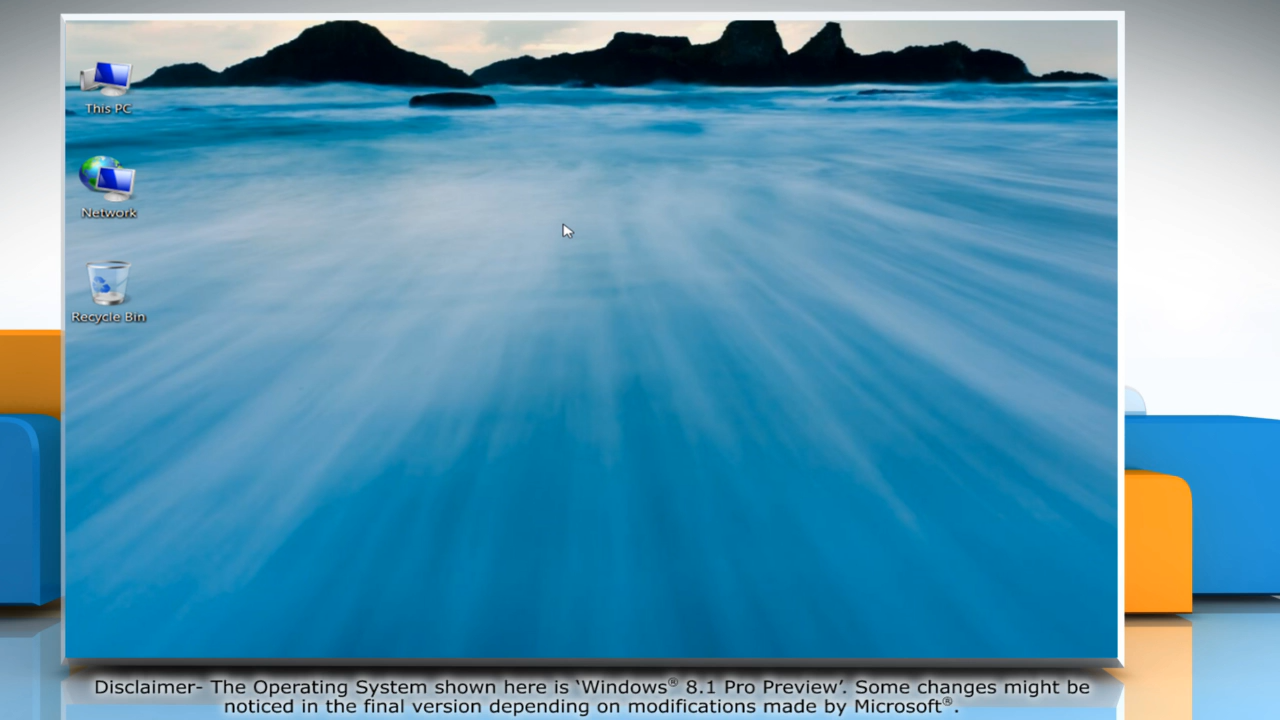 This PC
Network
Recycle Bin
Disclaimer- The Operating System shown here is ‘Windows® 8.1 Pro Preview’. Some changes might be
noticed in the final version depending on modifications made by Microsoft®.